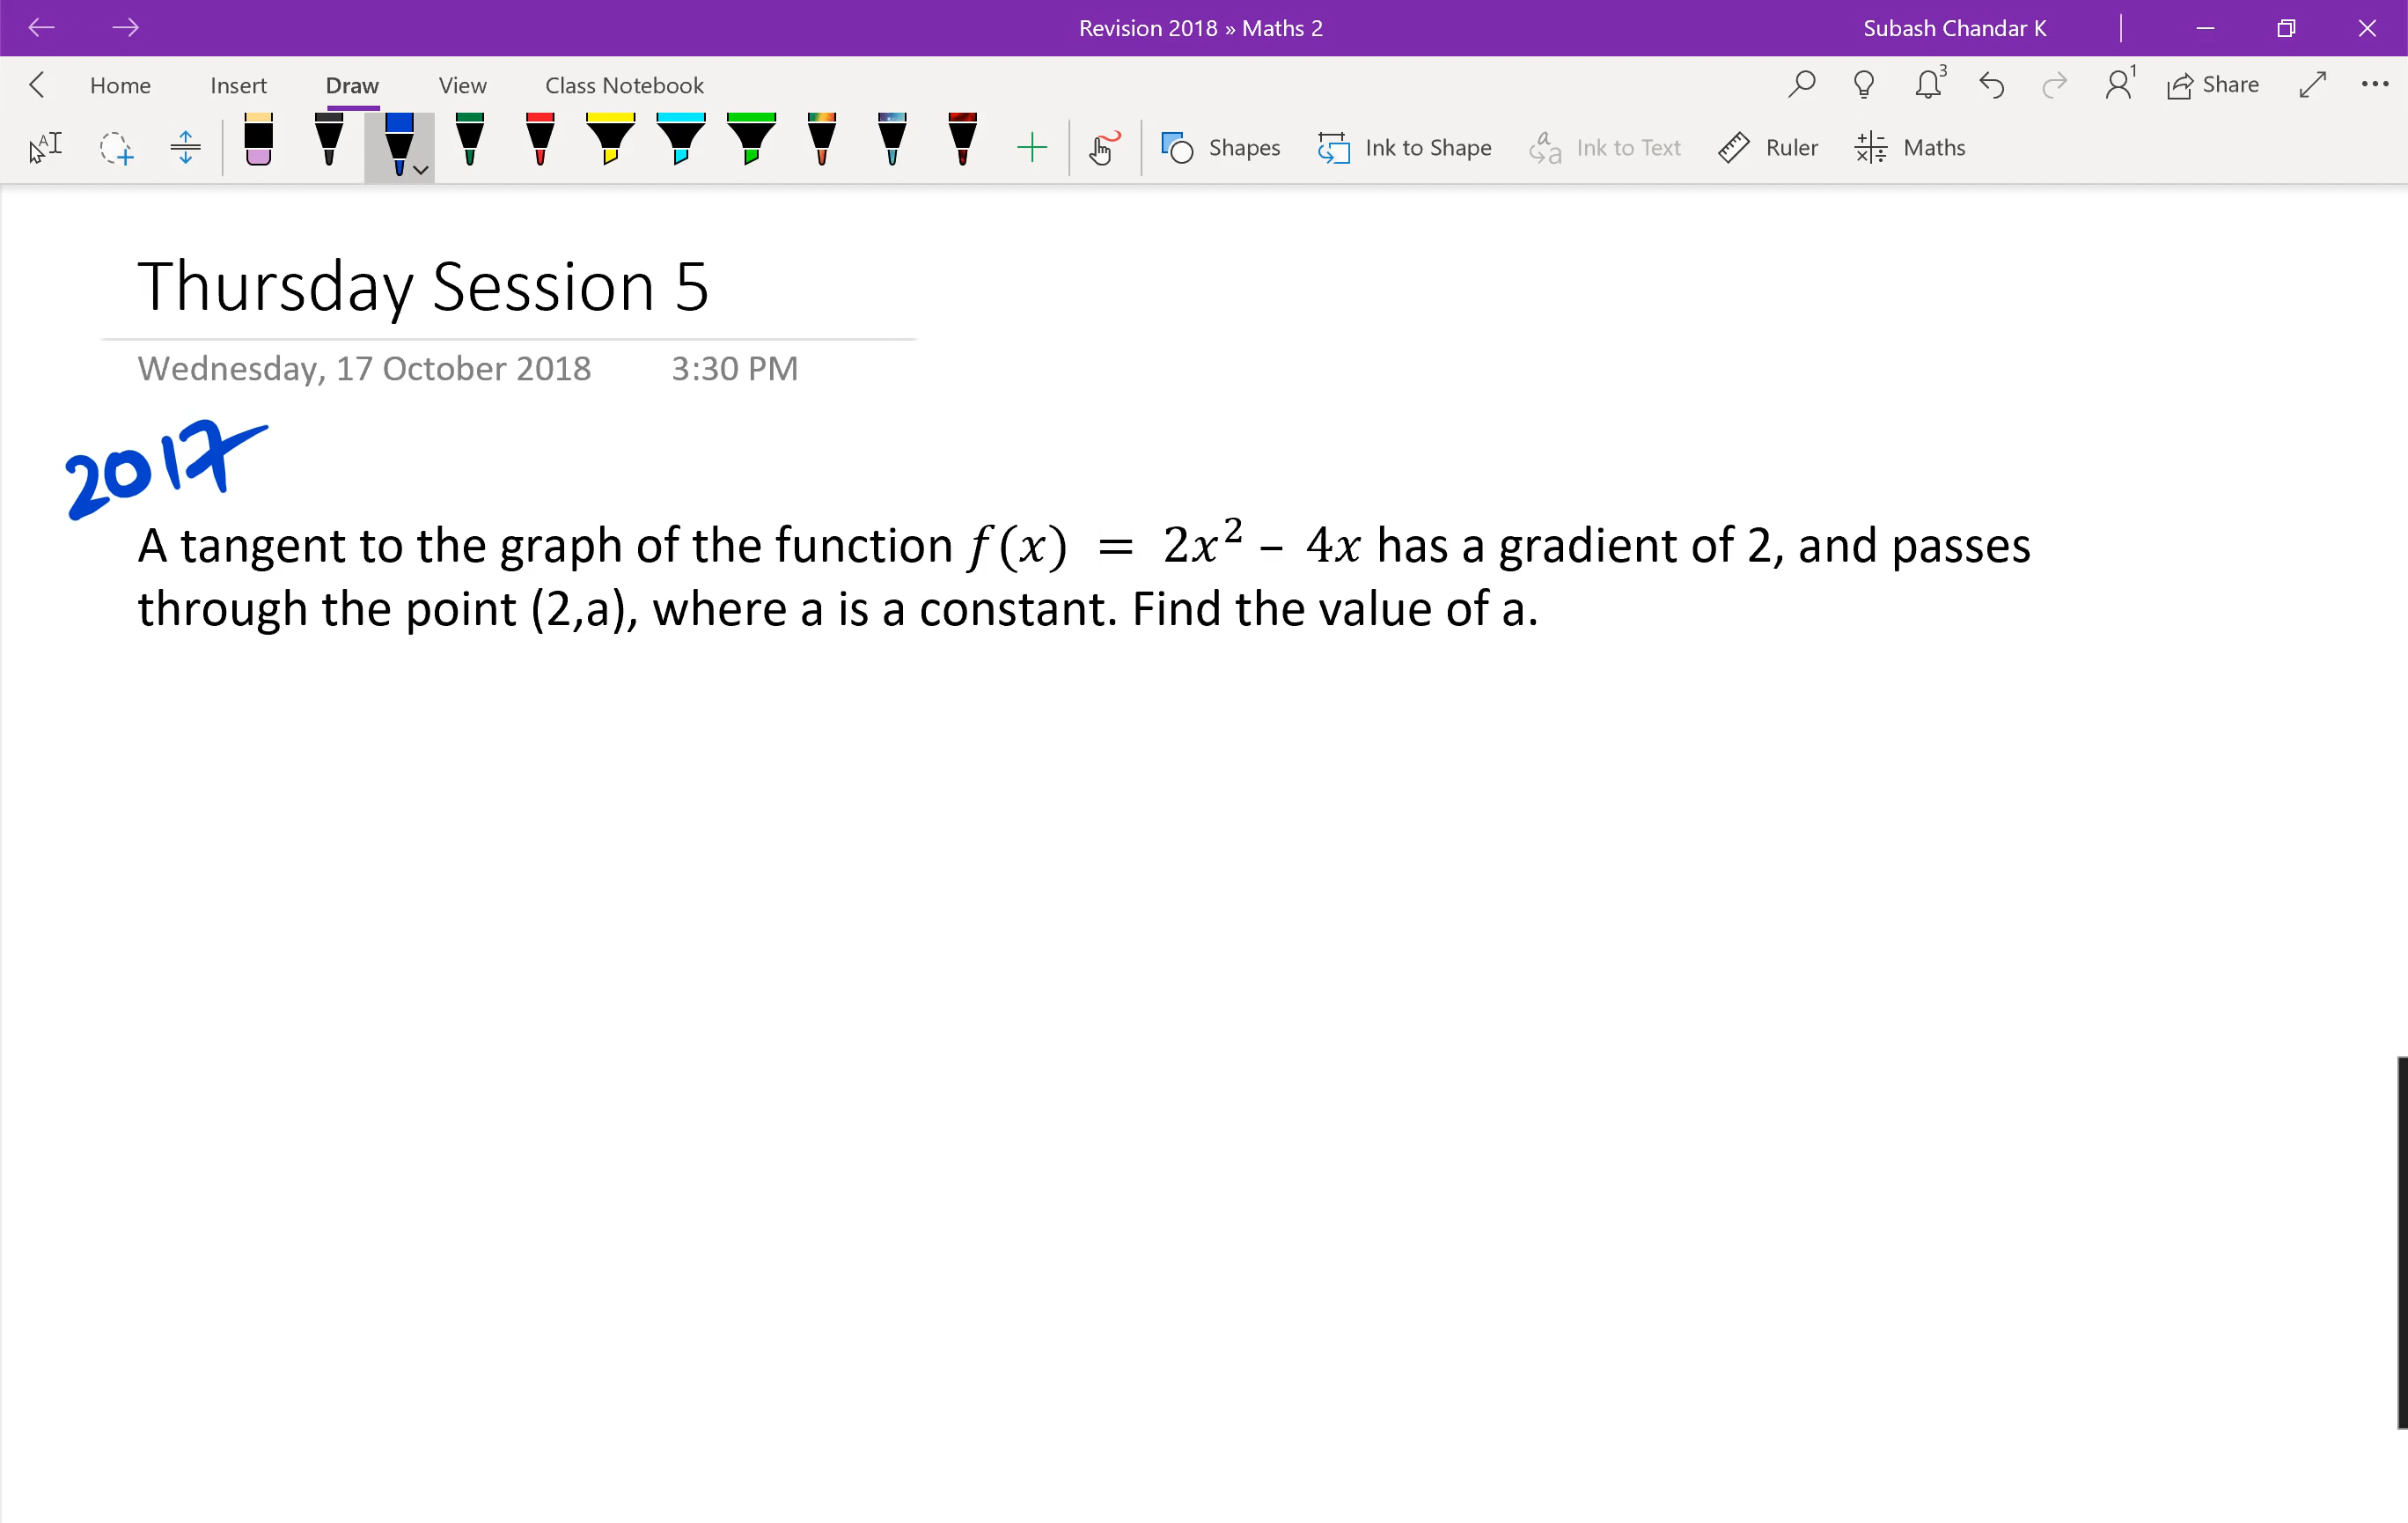 Revision 2018 » Maths 2
Subash Chandar K
Home Insert Draw View Class Notebook
3 1 Share
Shapes Ink to Shape Ink to Text Ruler Maths
Thursday Session 5
Wednesday, 17 October 2018 3:30 PM
2017
A tangent to the graph of the function f(x) = 2x² – 4x has a gradient of 2, and passes
through the point (2,a), where a is a constant. Find the value of a.